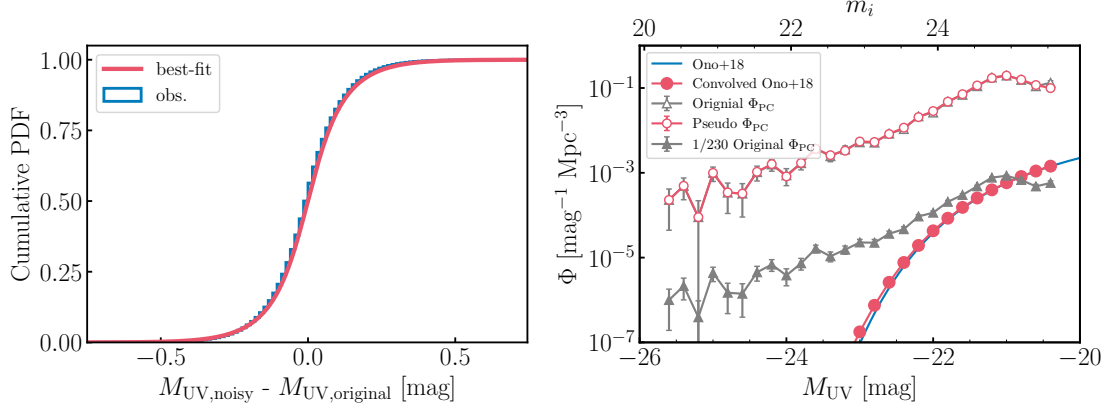 1.00
0.75
0.50
0.25
0.00
Cumulative PDF
best-fit
obs.
−0.5
0.0
0.5
M_UV,noisy - M_UV,original [mag]
m_i
20
22
24
Φ [mag⁻¹ Mpc⁻³]
10⁻¹
10⁻³
10⁻⁵
10⁻⁷
Ono+18
Convolved Ono+18
Orignial Φ_PC
Pseudo Φ_PC
1/230 Original Φ_PC
−26
−24
−22
−20
M_UV [mag]